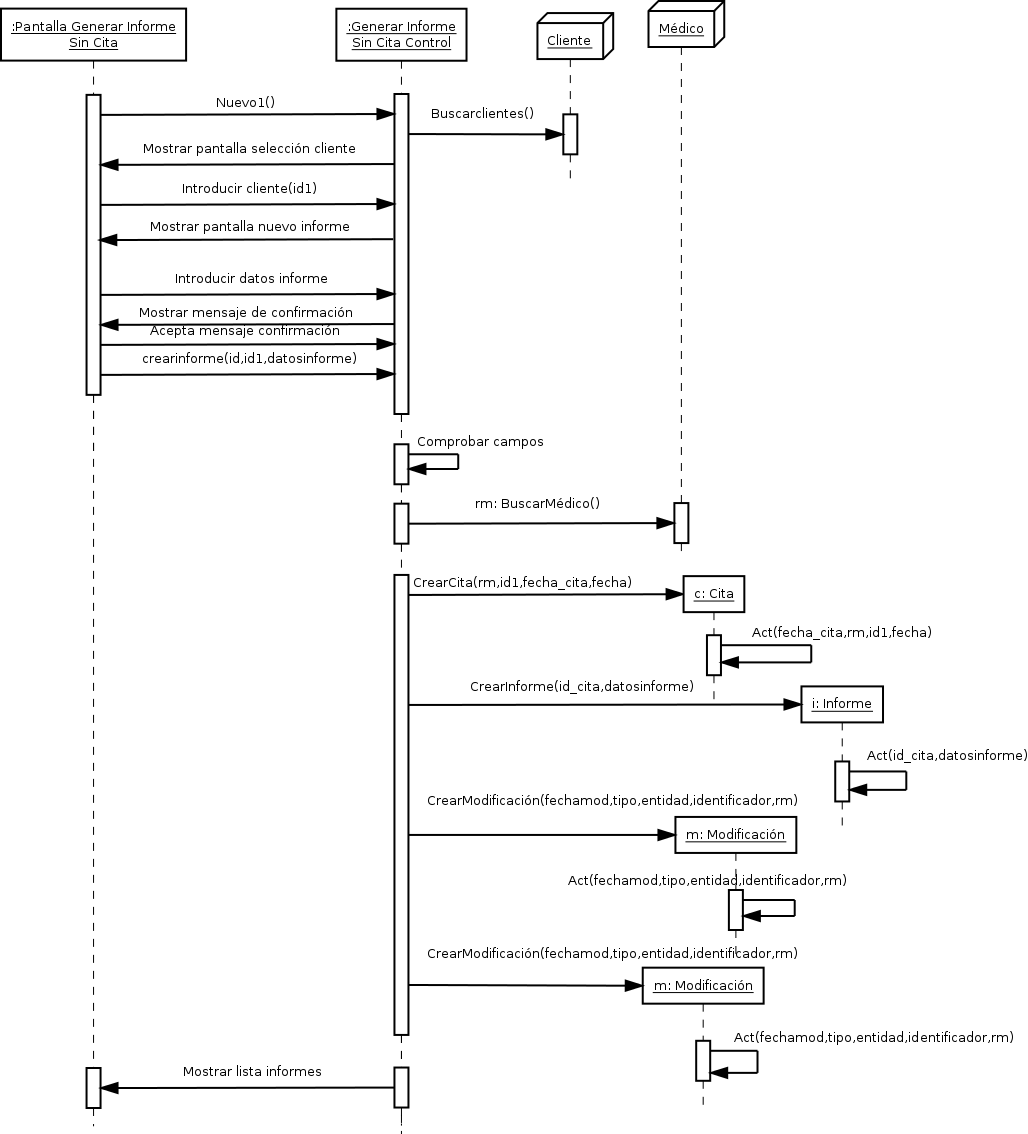 :Pantalla Generar Informe
Sin Cita
:Generar Informe
Sin Cita Control
Cliente
Médico
Nuevo1()
Buscarclientes()
Mostrar pantalla selección cliente
Introducir cliente(id1)
Mostrar pantalla nuevo informe
Introducir datos informe
Mostrar mensaje de confirmación
Acepta mensaje confirmación
crearinforme(id,id1,datosinforme)
Comprobar campos
rm: BuscarMédico()
CrearCita(rm,id1,fecha_cita,fecha)
c: Cita
Act(fecha_cita,rm,id1,fecha)
CrearInforme(id_cita,datosinforme)
i: Informe
Act(id_cita,datosinforme)
CrearModificación(fechamod,tipo,entidad,identificador,rm)
m: Modificación
Act(fechamod,tipo,entidad,identificador,rm)
CrearModificación(fechamod,tipo,entidad,identificador,rm)
m: Modificación
Act(fechamod,tipo,entidad,identificador,rm)
Mostrar lista informes